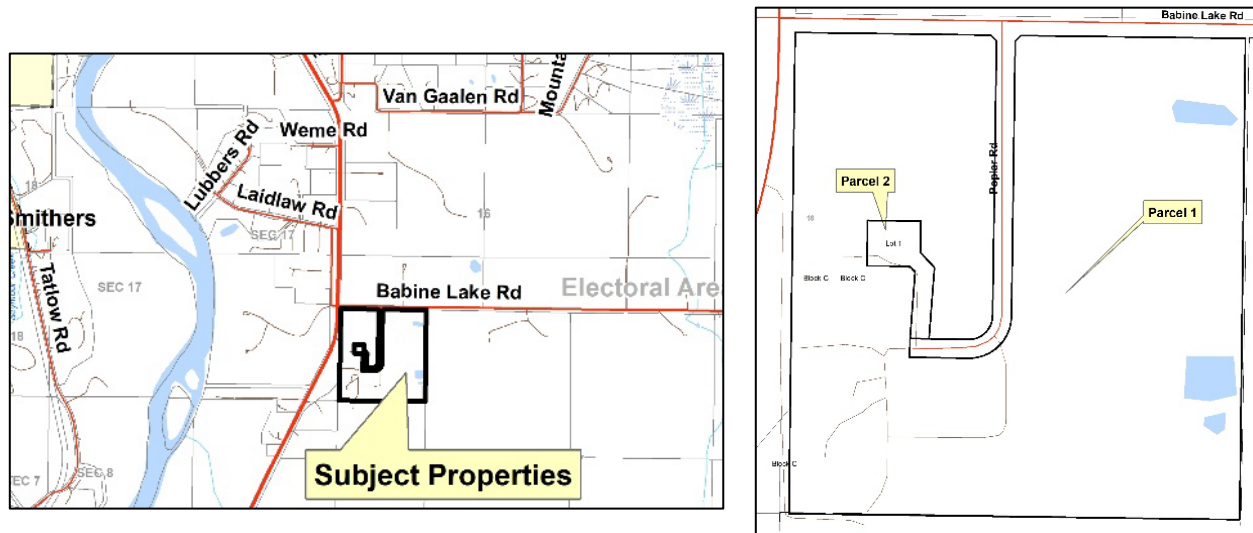 Van Gaalen Rd
Mounta
Weme Rd
Lubbers Rd
Laidlaw Rd
18
Smithers
SEC 17
16
SEC 17
Tatlow Rd
18
Babine Lake Rd
Electoral Are
SEC 8
EC 7
Subject Properties
Babine Lake Rd
Poplar Rd
Parcel 2
Parcel 1
16
Lot 1
Block C
Block C
Block C